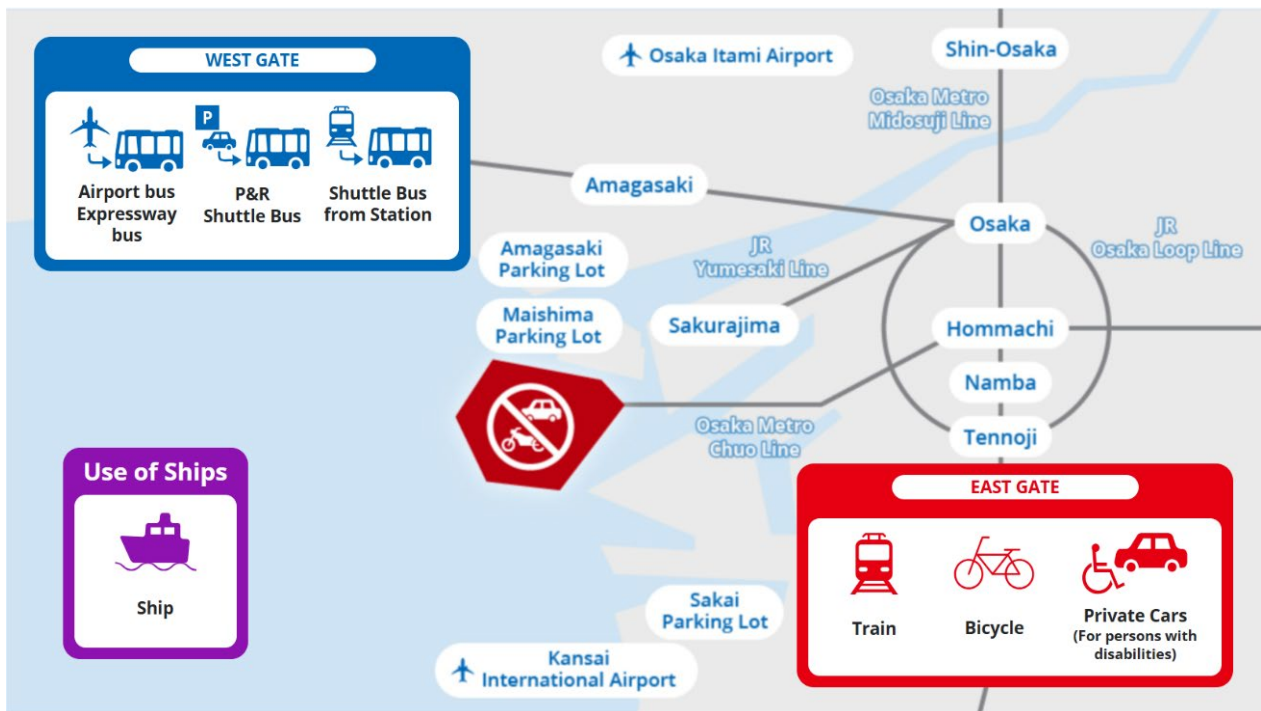 WEST GATE
Airport bus
Expressway
bus
P
P&R
Shuttle Bus
Shuttle Bus
from Station
Osaka Itami Airport
Shin-Osaka
Osaka Metro
Midosuji Line
Amagasaki
Osaka
JR
Osaka Loop Line
Amagasaki
Parking Lot
JR
Yumesaki Line
Maishima
Parking Lot
Sakurajima
Hommachi
Namba
Osaka Metro
Chuo Line
Tennoji
Use of Ships
Ship
EAST GATE
Train
Bicycle
Private Cars
(For persons with
disabilities)
Sakai
Parking Lot
Kansai
International Airport